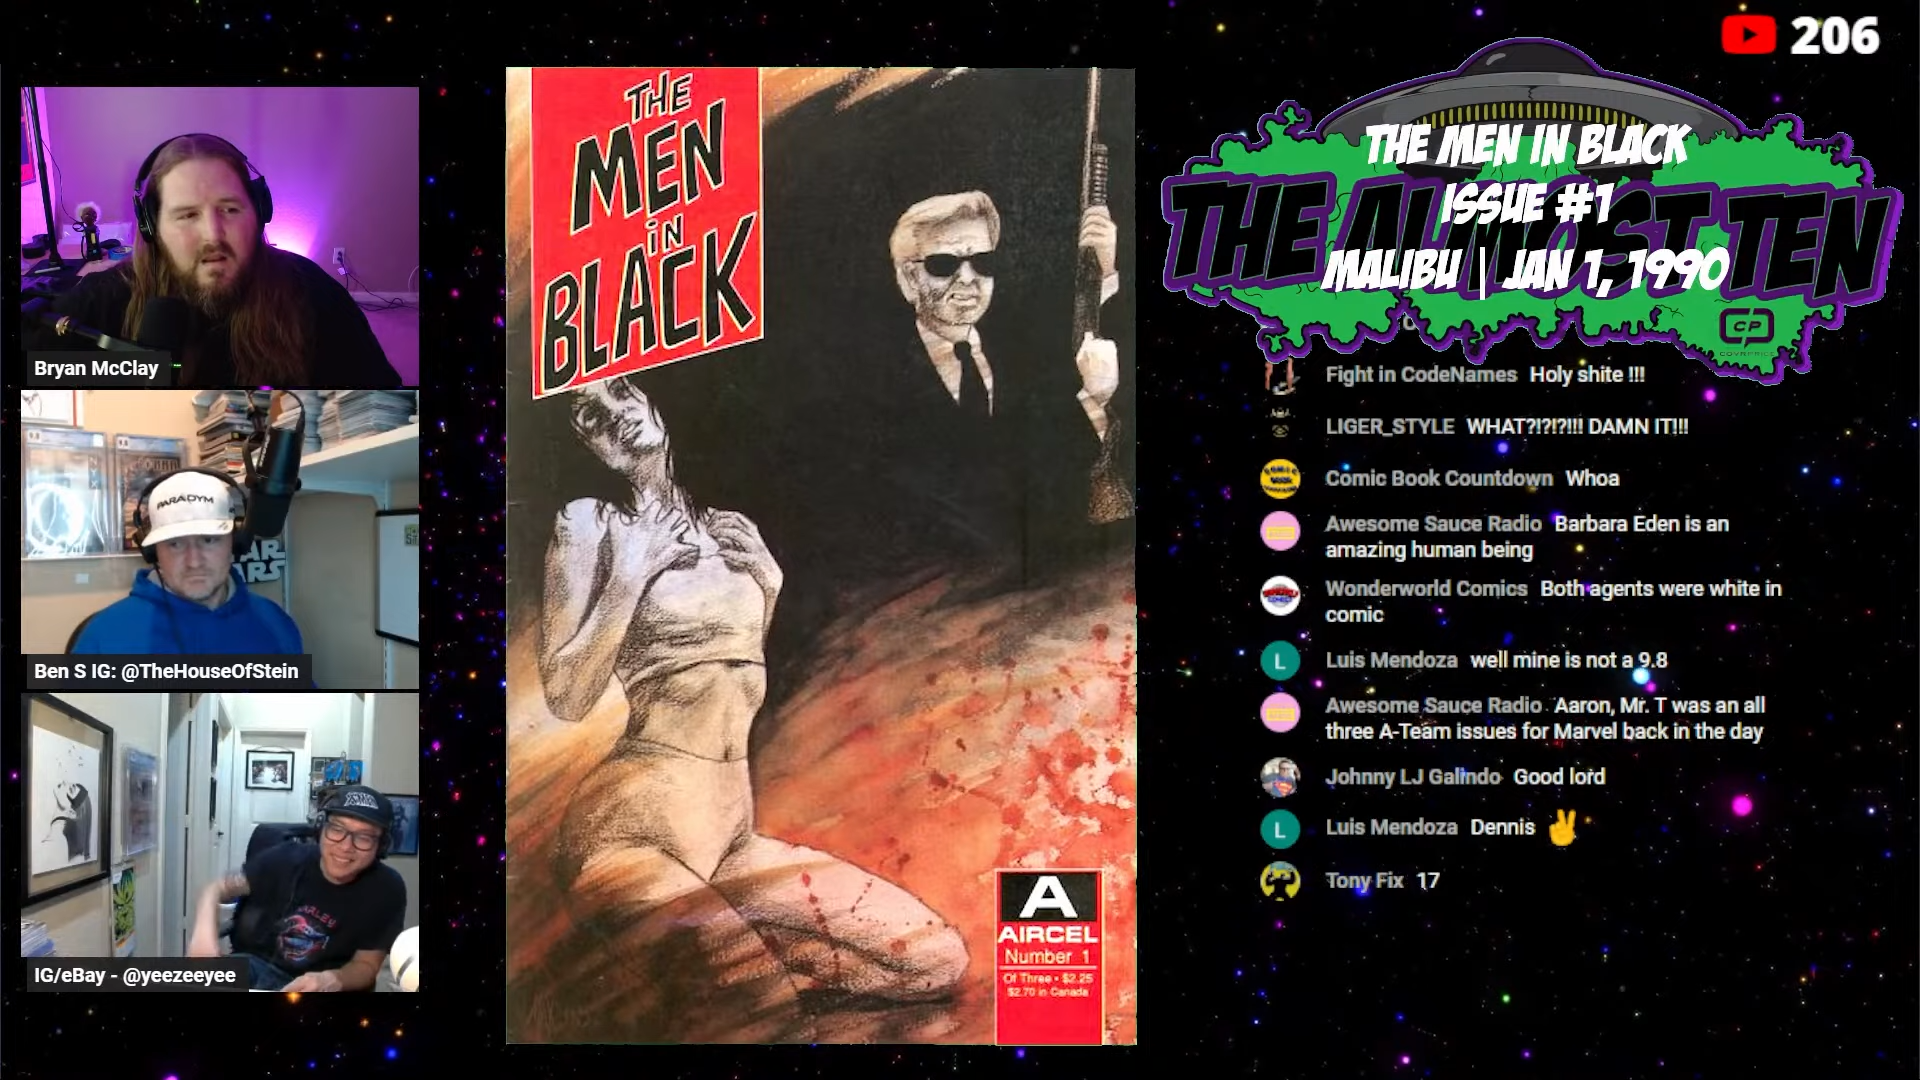 206
Bryan McClay
PARADYM
Ben S IG: @TheHouseOfStein
IG/eBay - @yeezeeyee
THE
MEN
iN
BLACK
A
AIRCEL
Number 1
Of Three • $2.25
$2.70 in Canada
THE ALMOST TEN
THE MEN IN BLACK
ISSUE #1
MALIBU | JAN 1, 1990
CP
COVRPRICE
Fight in CodeNames Holy shite !!!
LIGER_STYLE WHAT?!?!?!!! DAMN IT!!!
Comic Book Countdown Whoa
Awesome Sauce Radio Barbara Eden is an
amazing human being
Wonderworld Comics Both agents were white in
comic
L
Luis Mendoza well mine is not a 9.8
Awesome Sauce Radio Aaron, Mr. T was an all
three A-Team issues for Marvel back in the day
Johnny LJ Galindo Good lord
L
Luis Mendoza Dennis ✌
Tony Fix 17